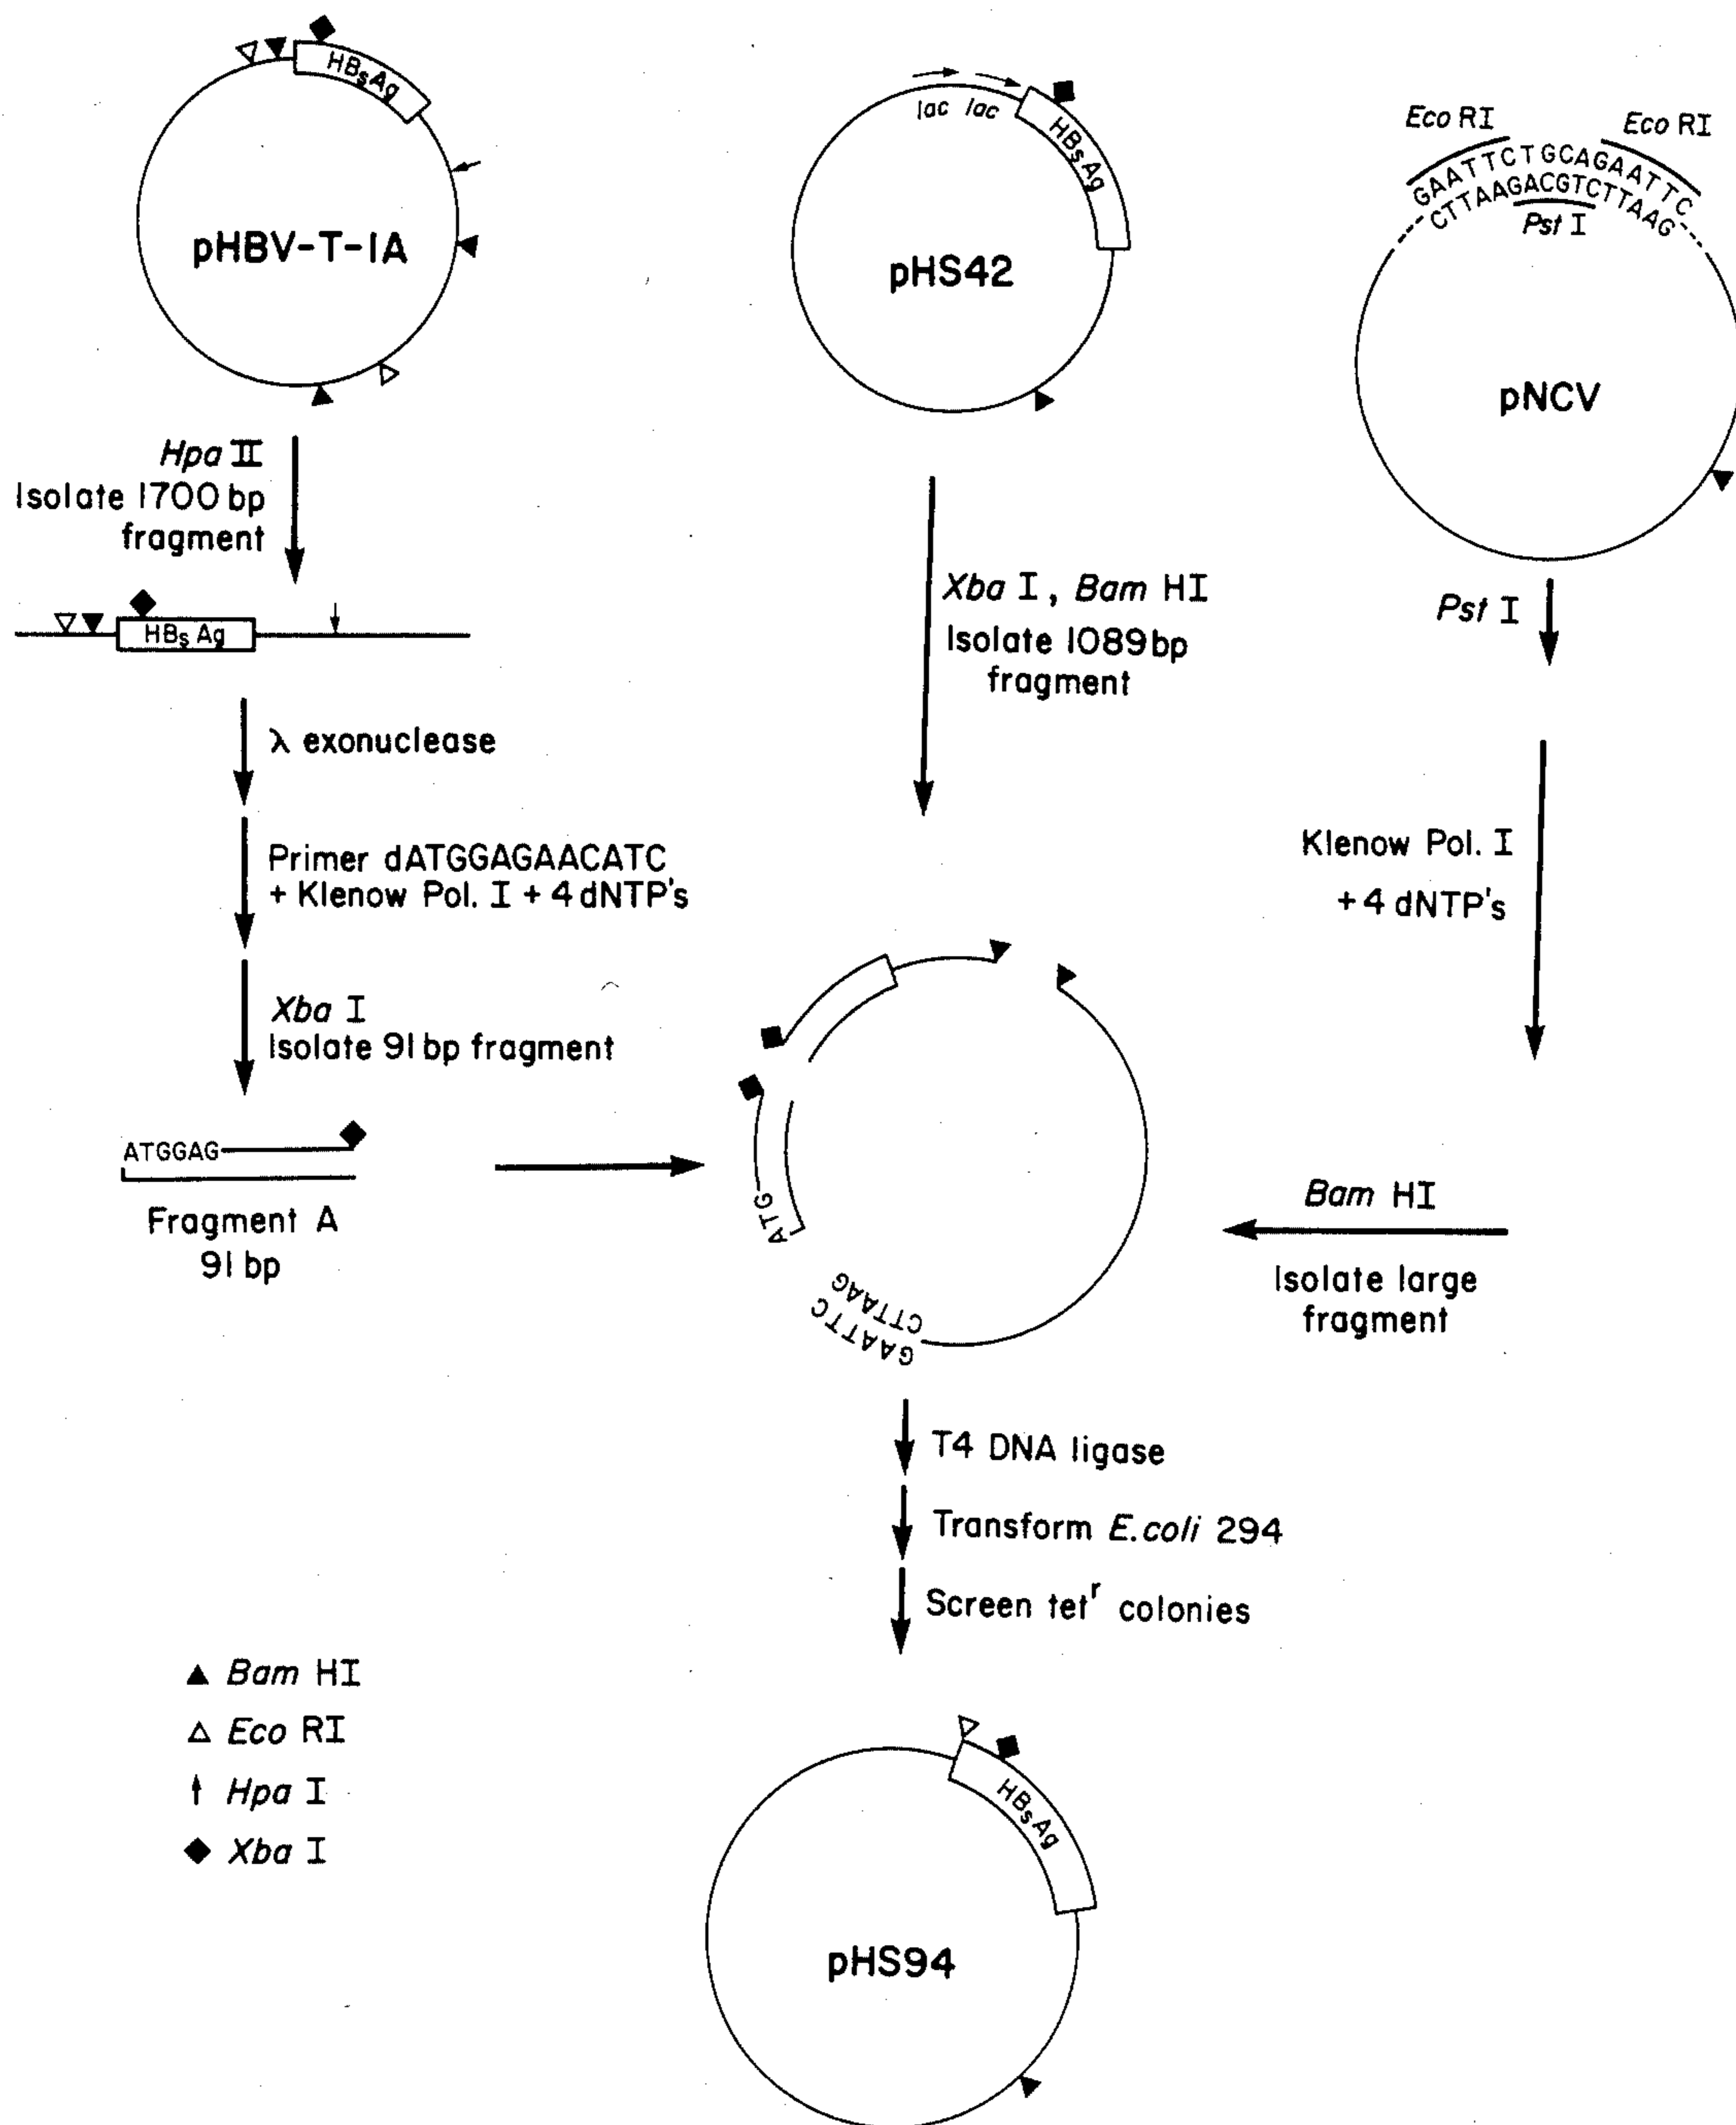 HBsAg
pHBV-T-1A
Hpa II
Isolate 1700 bp
fragment
HBs Ag
λ exonuclease
Primer dATGGAGAACATC
+ Klenow Pol. I + 4 dNTP's
Xba I
Isolate 91 bp fragment
ATGGAG
Fragment A
91 bp
lac lac
HBsAg
pHS42
Xba I, Bam HI
Isolate 1089 bp
fragment
Eco RI
Eco RI
GAATTCTGCAGAATTC
CTTAAGACGTCTTAAG
Pst I
pNCV
Pst I
Klenow Pol. I
+ 4 dNTP's
Bam HI
Isolate large
fragment
ATG
CTTAAG
GAATTC
T4 DNA ligase
Transform E. coli 294
Screen tetr colonies
▲ Bam HI
△ Eco RI
↑ Hpa I
◆ Xba I
HBsAg
pHS94